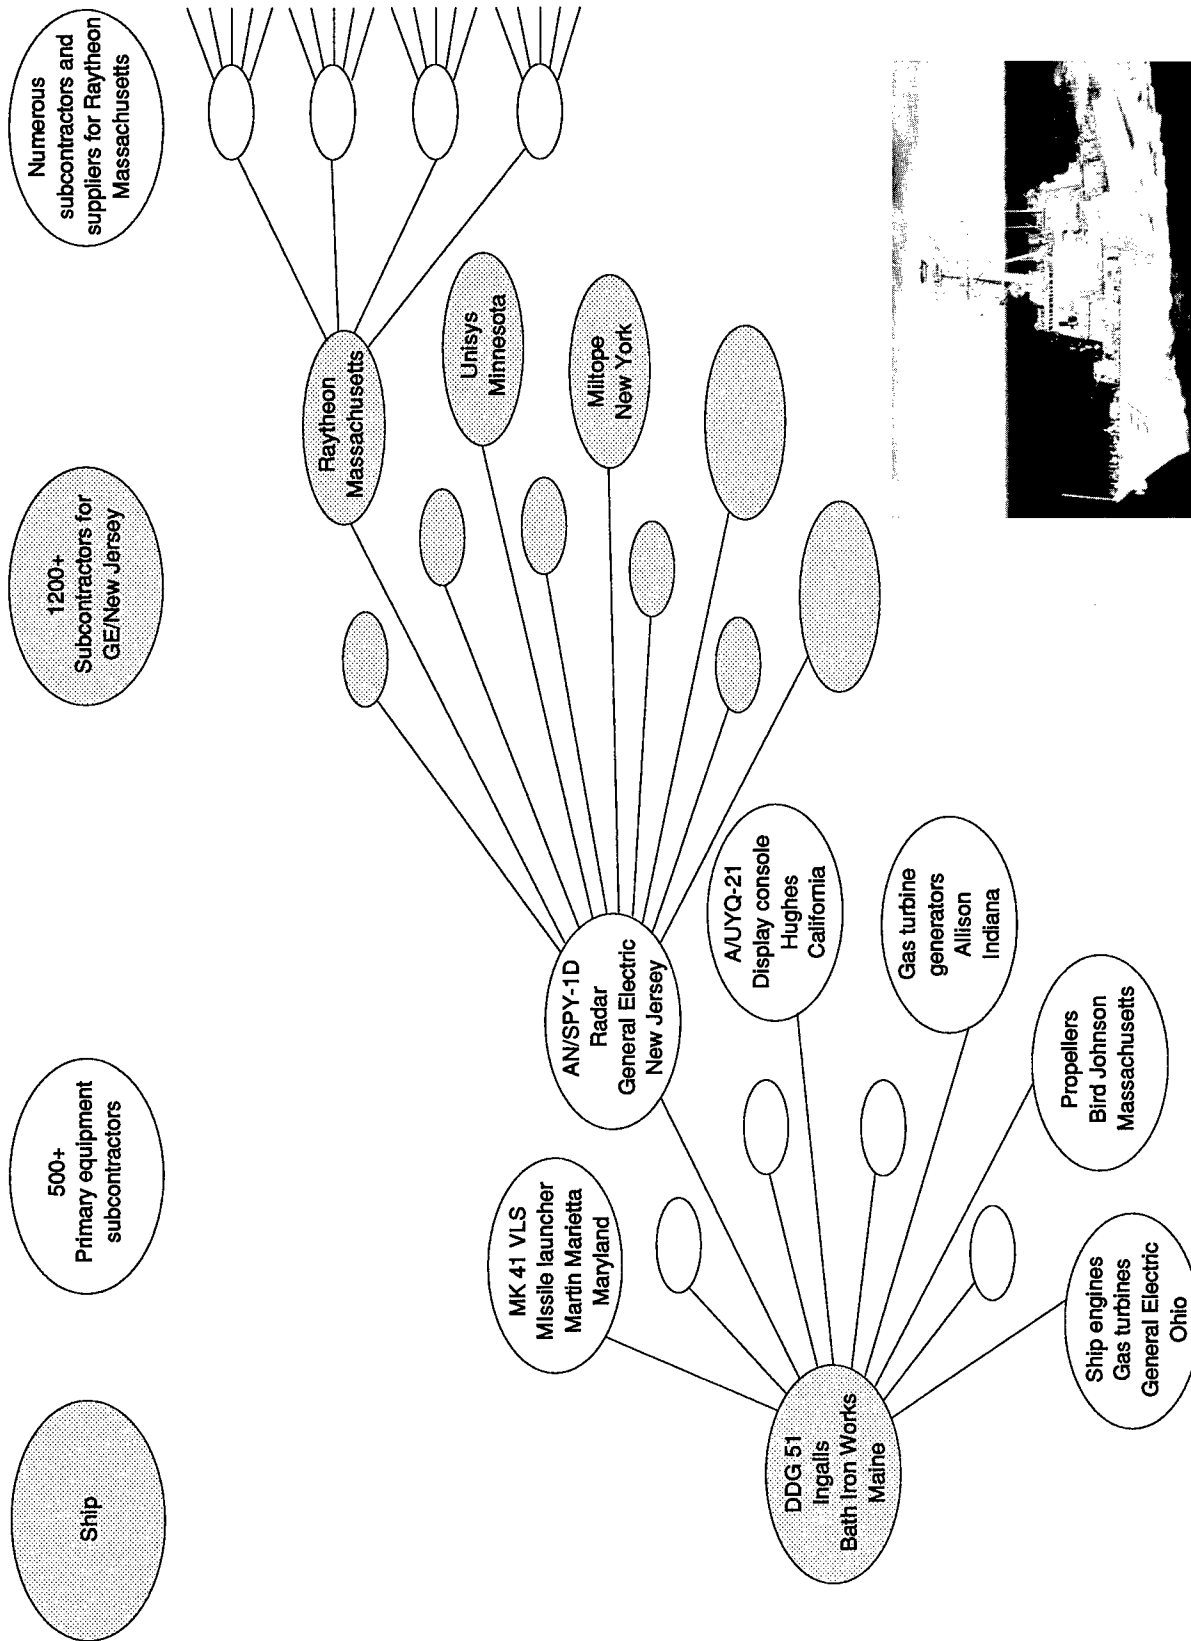 Ship
500+
Primary equipment
subcontractors
1200+
Subcontractors for
GE/New Jersey
Numerous
subcontractors and
suppliers for Raytheon
Massachusetts
DDG 51
Ingalls
Bath Iron Works
Maine
MK 41 VLS
MIssile launcher
Martin Marietta
Maryland
AN/SPY-1D
Radar
General Electric
New Jersey
A/UYQ-21
Display console
Hughes
California
Gas turbine
generators
Allison
Indiana
Propellers
Bird Johnson
Massachusetts
Ship engines
Gas turbines
General Electric
Ohio
Raytheon
Massachusetts
Unisys
Minnesota
Miltope
New York